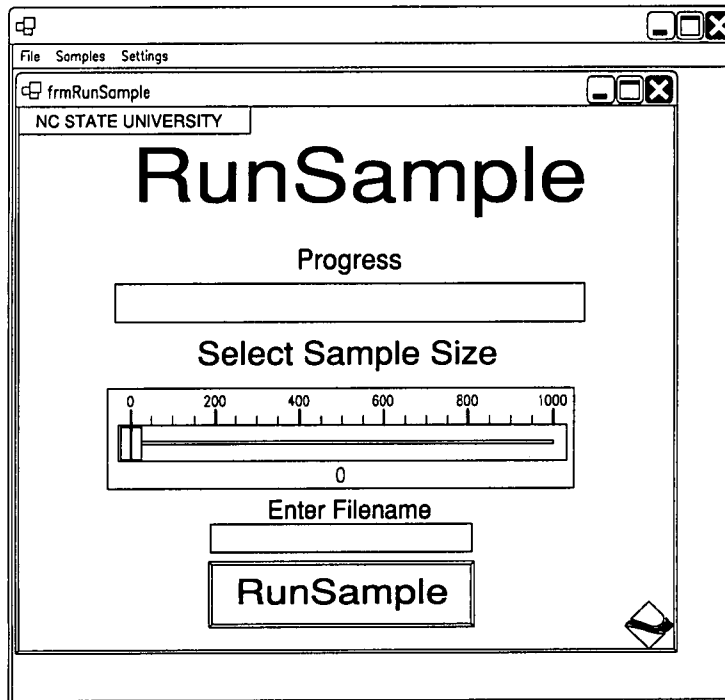 File Samples Settings
frmRunSample
NC STATE UNIVERSITY
RunSample
Progress
Select Sample Size
0 200 400 600 800 1000
0
Enter Filename
RunSample